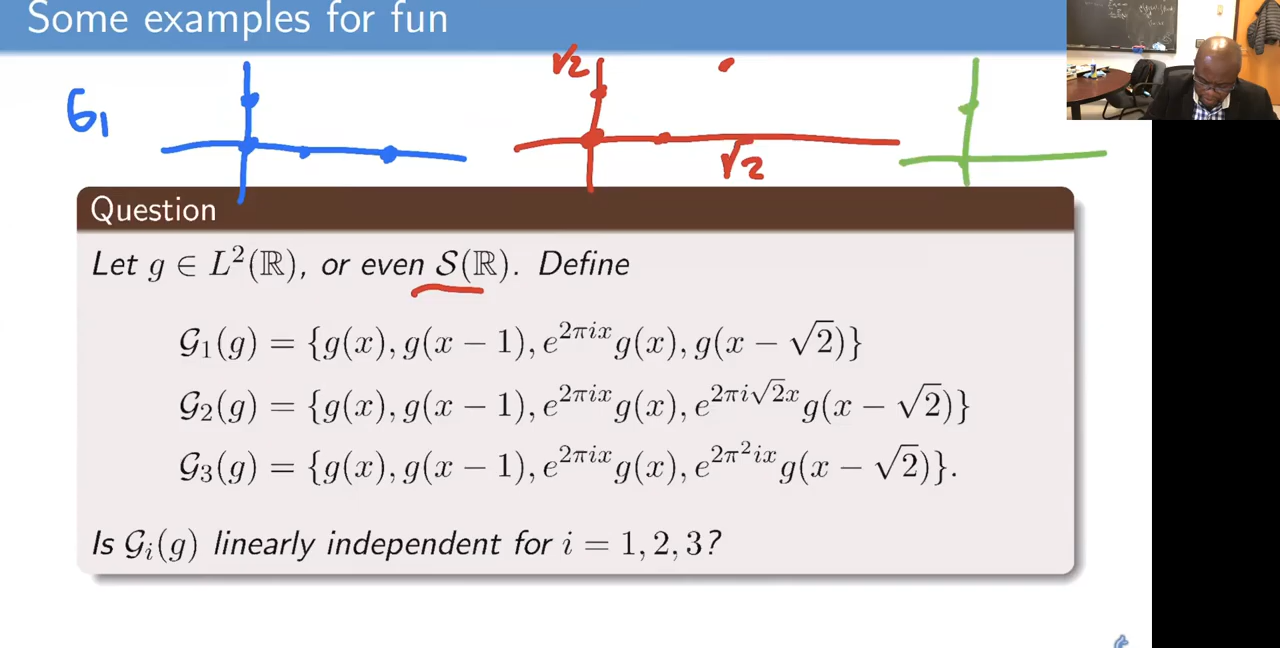 Some examples for fun
G₁
√2
√2
Question
Let g ∈ L²(ℝ), or even 𝒮(ℝ). Define
𝒢₁(g) = {g(x), g(x − 1), e^{2πix}g(x), g(x − √2)}
𝒢₂(g) = {g(x), g(x − 1), e^{2πix}g(x), e^{2πi√2x}g(x − √2)}
𝒢₃(g) = {g(x), g(x − 1), e^{2πix}g(x), e^{2π²ix}g(x − √2)}.
Is 𝒢ᵢ(g) linearly independent for i = 1, 2, 3?